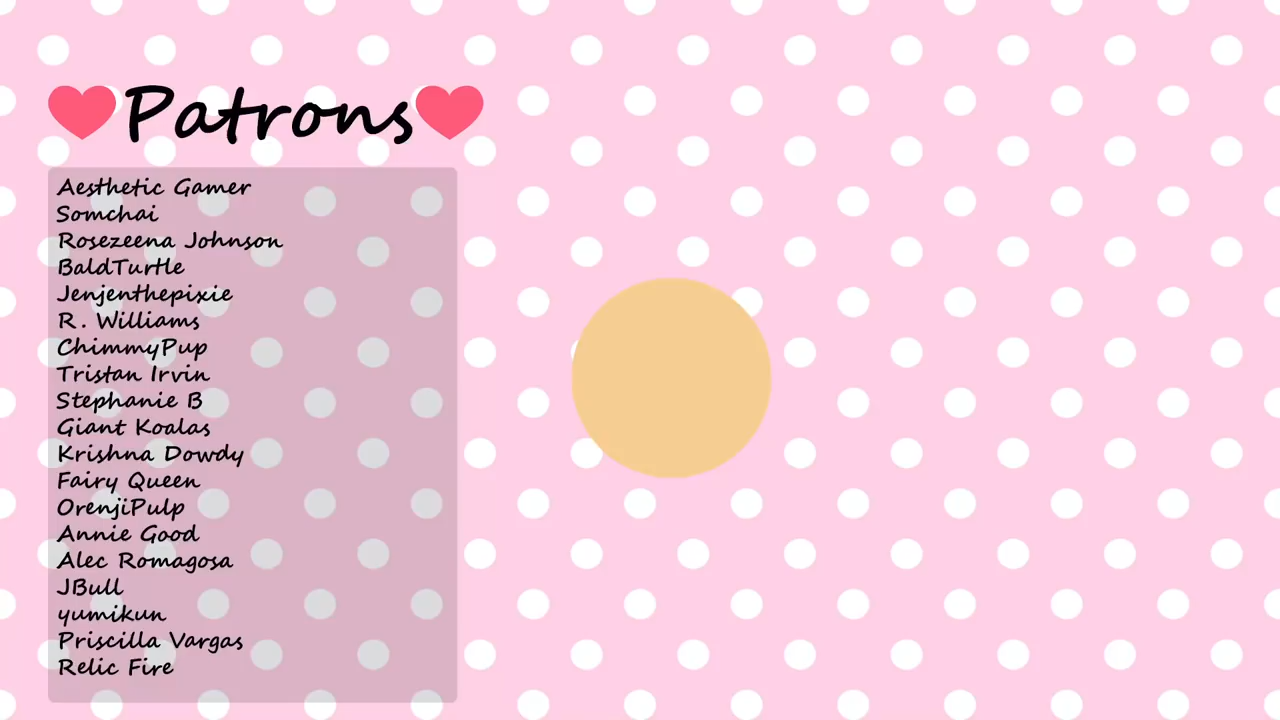 Patrons
Aesthetic Gamer
Somchai
Rosezeena Johnson
BaldTurtle
Jenjenthepixie
R. Williams
ChimmyPup
Tristan Irvin
Stephanie B
Giant Koalas
Krishna Dowdy
Fairy Queen
OrenjiPulp
Annie Good
Alec Romagosa
JBull
yumikun
Priscilla Vargas
Relic Fire